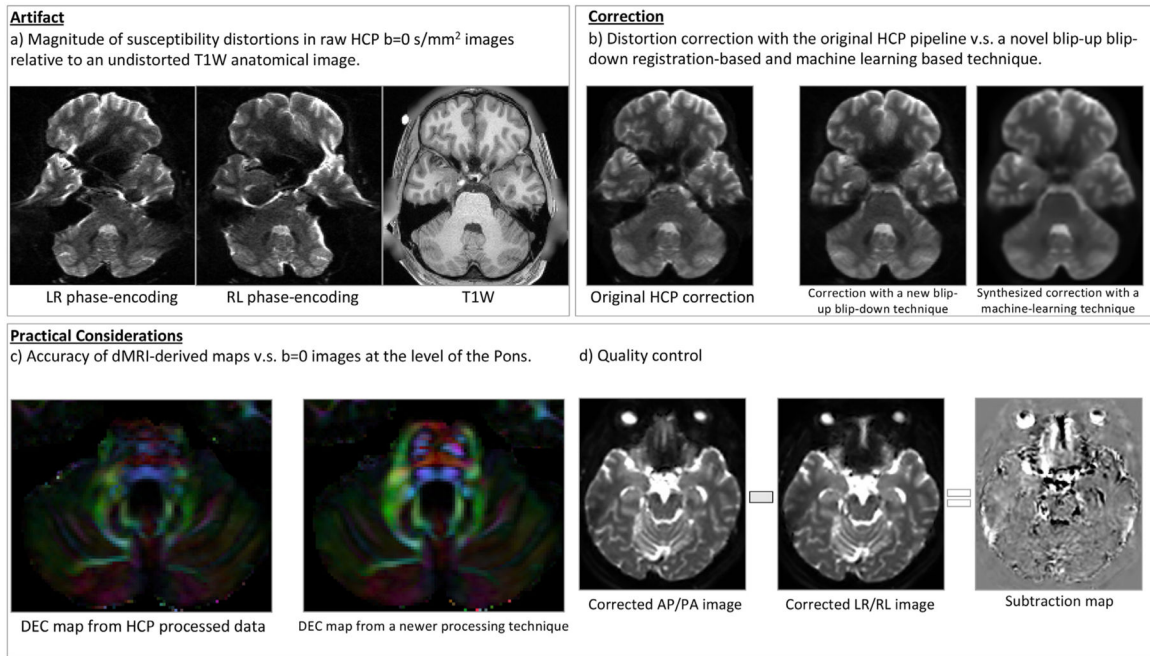 Artifact
a) Magnitude of susceptibility distortions in raw HCP b=0 s/mm² images
relative to an undistorted T1W anatomical image.
LR phase-encoding
RL phase-encoding
T1W
Correction
b) Distortion correction with the original HCP pipeline v.s. a novel blip-up blip-
down registration-based and machine learning based technique.
Original HCP correction
Correction with a new blip-
up blip-down technique
Synthesized correction with a
machine-learning technique
Practical Considerations
c) Accuracy of dMRI-derived maps v.s. b=0 images at the level of the Pons.
DEC map from HCP processed data
DEC map from a newer processing technique
d) Quality control
Corrected AP/PA image
Corrected LR/RL image
Subtraction map